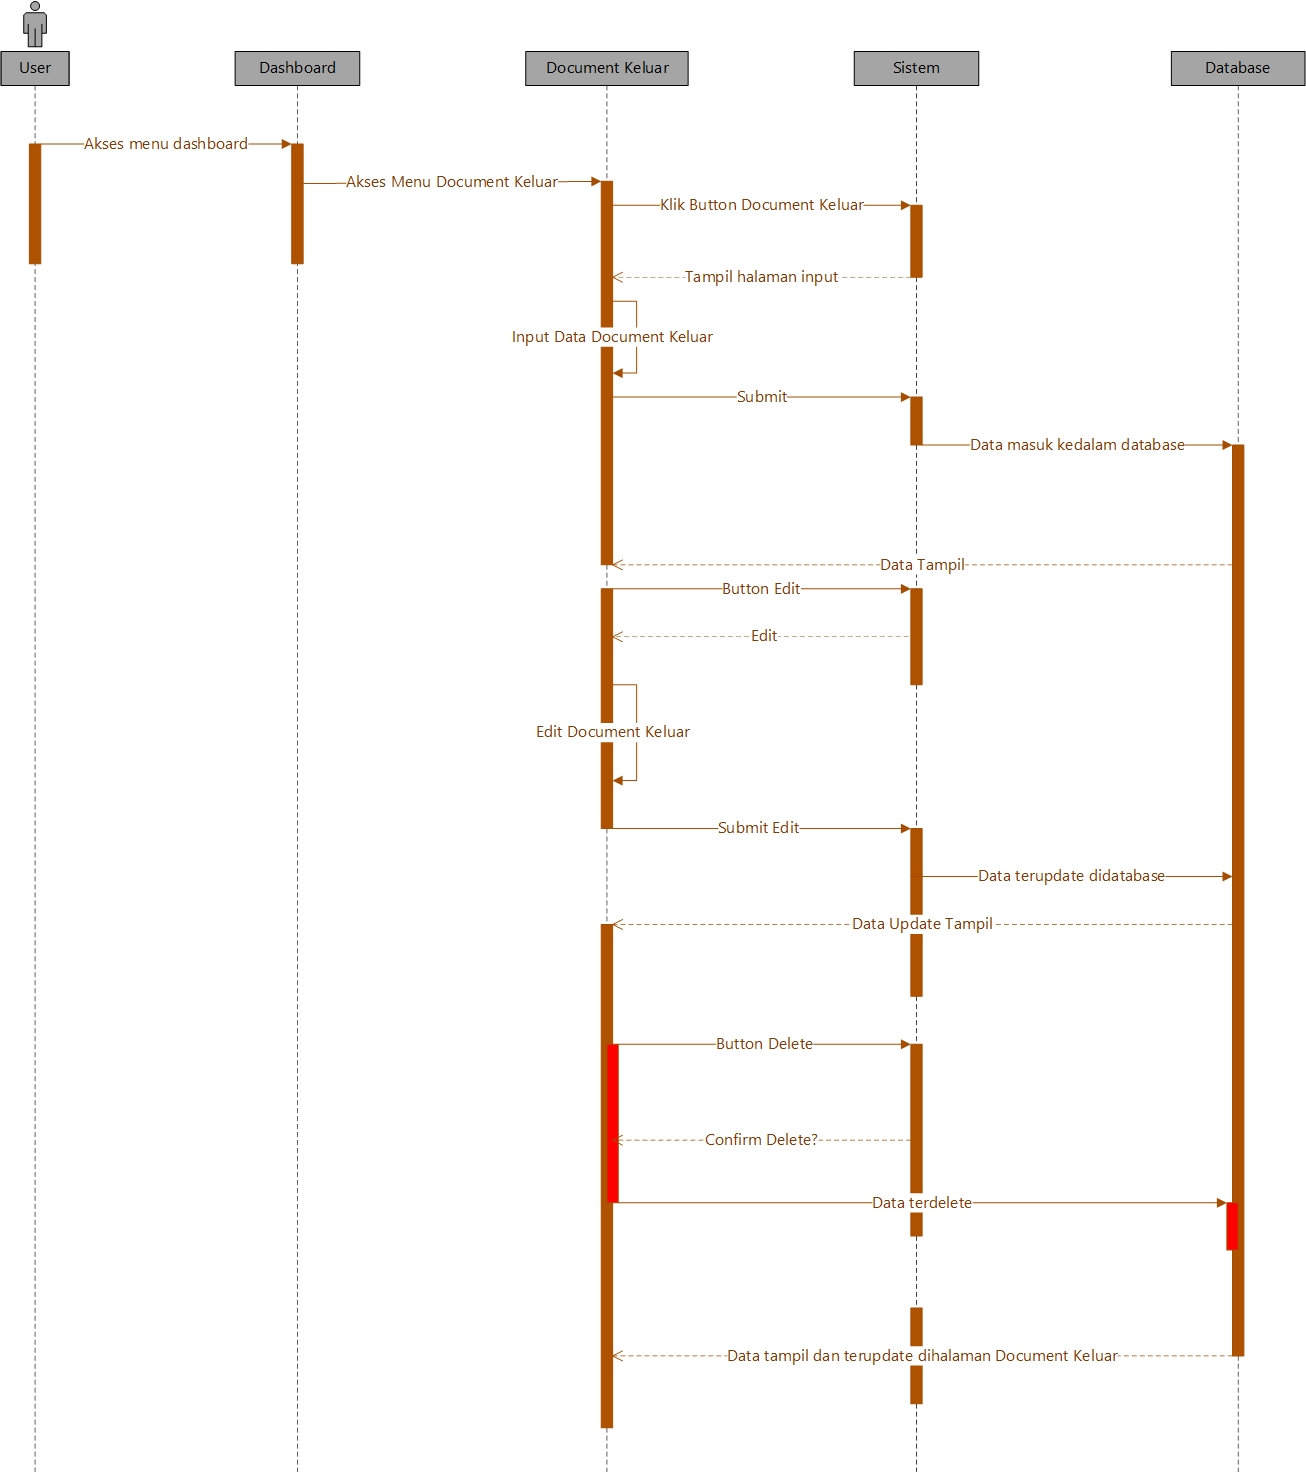 User
Dashboard
Document Keluar
Sistem
Database
Akses menu dashboard
Akses Menu Document Keluar
Klik Button Document Keluar
Tampil halaman input
Input Data Document Keluar
Submit
Data masuk kedalam database
Data Tampil
Button Edit
Edit
Edit Document Keluar
Submit Edit
Data terupdate didatabase
Data Update Tampil
Button Delete
Confirm Delete?
Data terdelete
Data tampil dan terupdate dihalaman Document Keluar